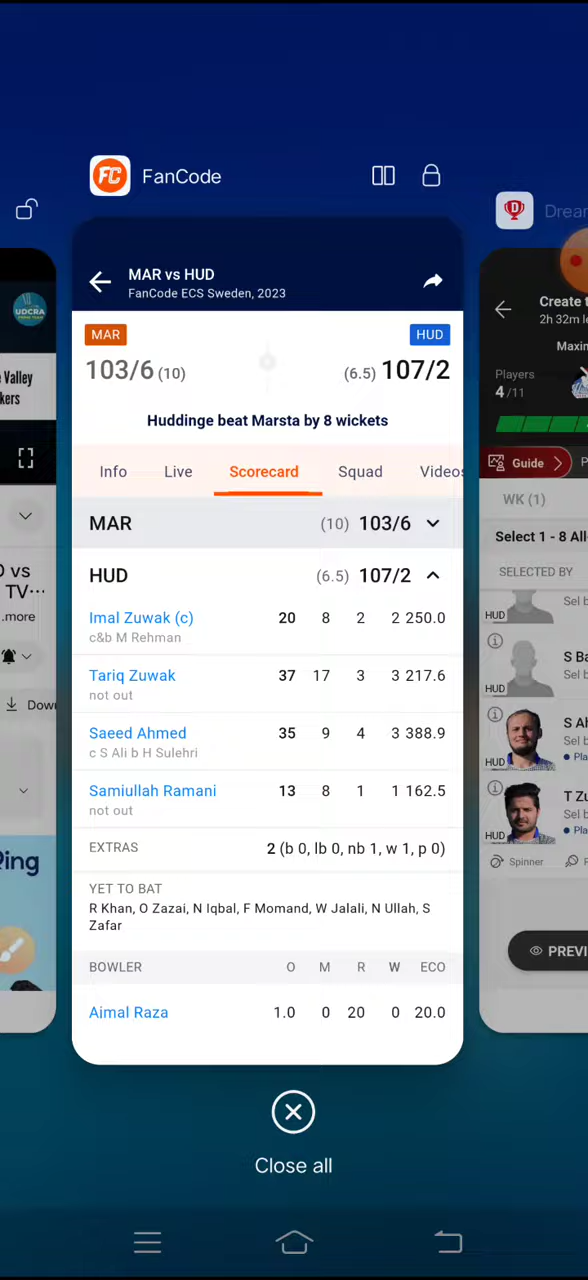 FanCode
Drear
UDCRA
MAR vs HUD
FanCode ECS Sweden, 2023
Create t
2h 32m le
Maxin
MAR
HUD
103/6 (10)
(6.5) 107/2
Valley
kers
Players
4/11
Huddinge beat Marsta by 8 wickets
Info Live Scorecard Squad Videos
Guide
P
WK (1)
MAR (10) 103/6
Select 1 - 8 All
HUD (6.5) 107/2
SELECTED BY
D vs
TV...
.more
Imal Zuwak (c) 20 8 2 2 250.0
c&b M Rehman
HUD
Sel b
Tariq Zuwak 37 17 3 3 217.6
not out
S Ba
Sel b
HUD
Dow
Saeed Ahmed 35 9 4 3 388.9
c S Ali b H Sulehri
S Ah
Sel b
Pla
HUD
Samiullah Ramani 13 8 1 1 162.5
not out
T Zu
Sel b
Pla
HUD
EXTRAS 2 (b 0, lb 0, nb 1, w 1, p 0)
Spinner
P
Ring
YET TO BAT
R Khan, O Zazai, N Iqbal, F Momand, W Jalali, N Ullah, S
Zafar
PREVI
BOWLER O M R W ECO
Aimal Raza 1.0 0 20 0 20.0
Close all